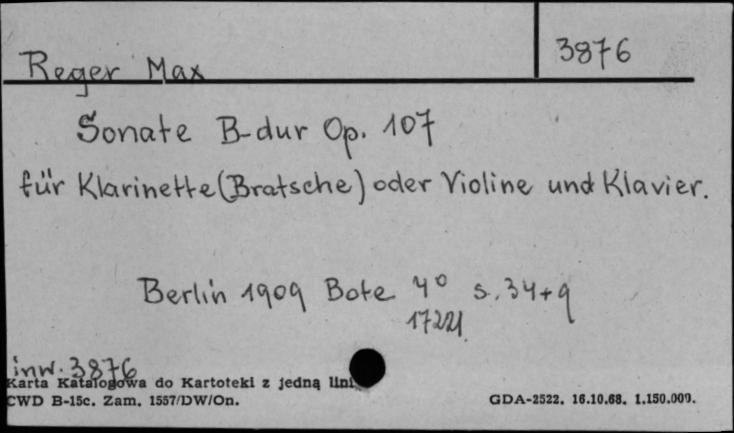 3876
Reger Max
Sonate B-dur Op. 107
für Klarinette (Bratsche) oder Violine und Klavier.
Berlin 1909 Bote 4° s. 34+9
inw. 3876
Karta Katalogowa do Kartoteki z jedną lini
CWD B-15c. Zam. 1557/DW/On.
GDA-2522. 16.10.68. 1.150.000.